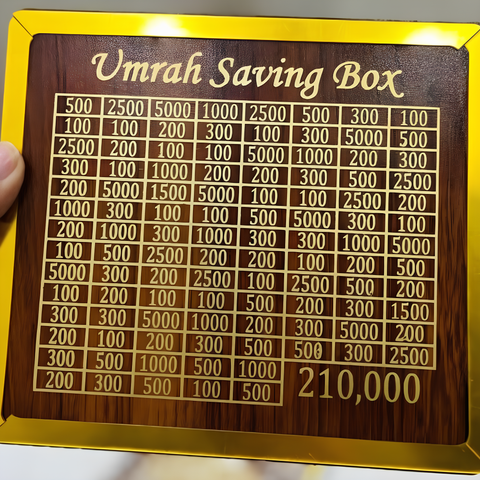 Umrah Saving Box
500 2500 5000 1000 2500 500 300 100
100 100 200 300 100 300 5000 500
2500 200 100 100 5000 1000 200 300
300 100 1000 200 200 300 500 2500
200 5000 1500 5000 100 100 2500 200
1000 300 100 100 500 5000 300 100
200 1000 300 1000 300 300 1000 5000
100 500 2500 200 200 100 200 500
5000 300 200 2500 100 2500 500 200
100 200 100 100 500 200 300 1500
300 300 5000 1000 200 300 5000 200
200 100 200 300 500 500 300 2500
300 500 1000 500 1000
200 300 500 100 500
210,000